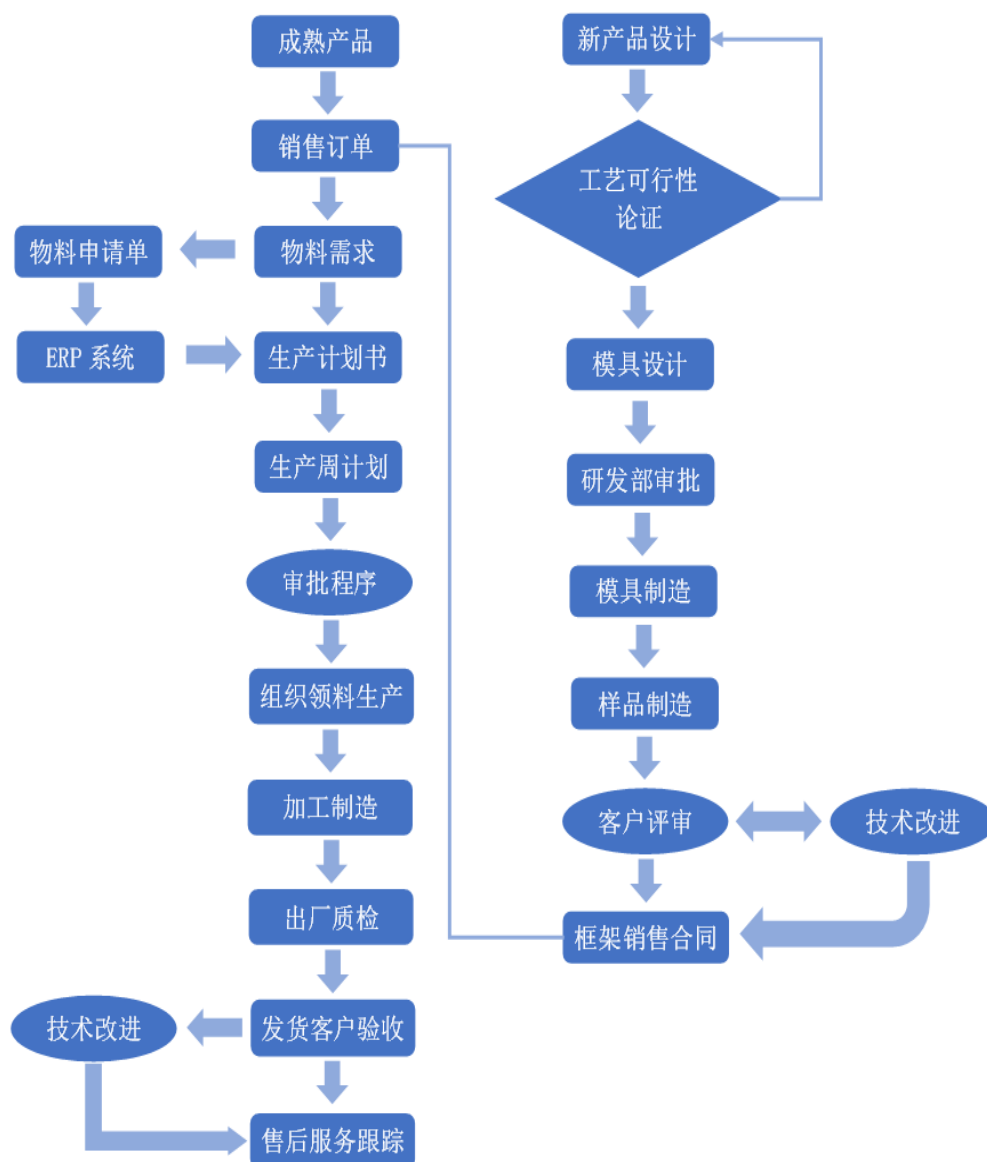 成熟产品
销售订单
物料申请单
物料需求
ERP 系统
生产计划书
生产周计划
审批程序
组织领料生产
加工制造
出厂质检
技术改进
发货客户验收
售后服务跟踪
新产品设计
工艺可行性
论证
模具设计
研发部审批
模具制造
样品制造
客户评审
技术改进
框架销售合同